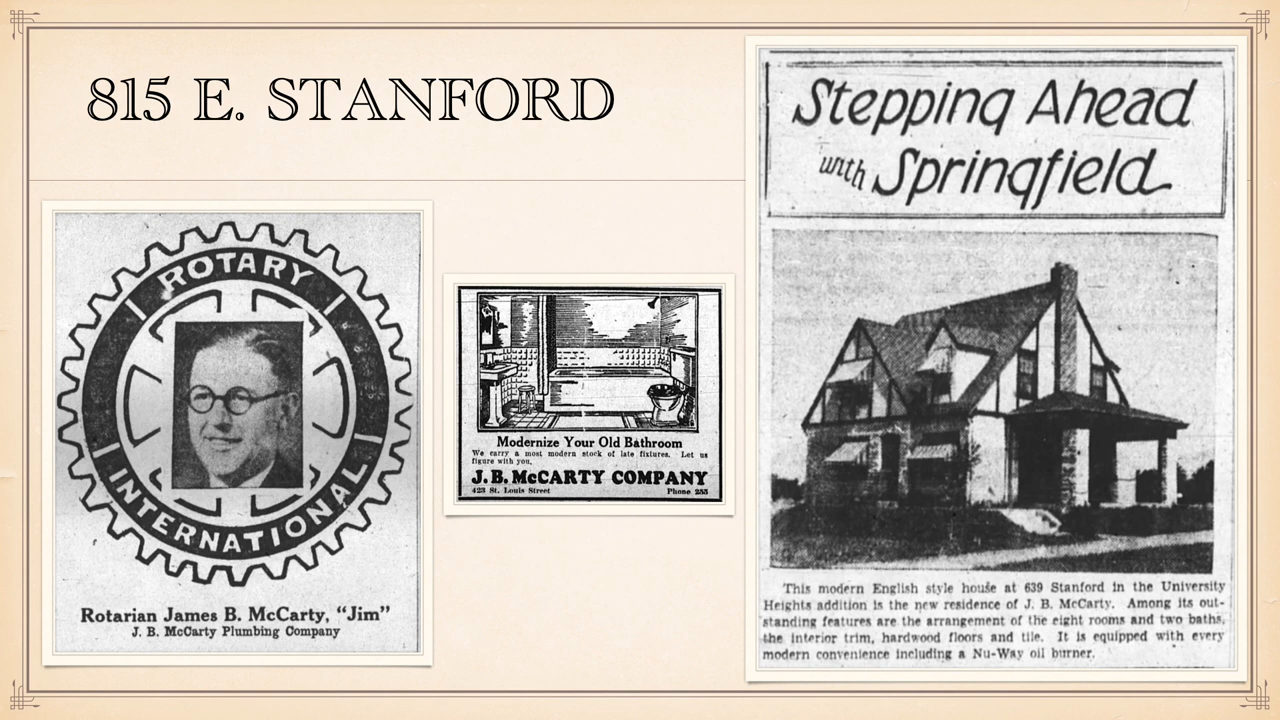 815 E. STANFORD
ROTARY
INTERNATIONAL
Rotarian James B. McCarty, “Jim”
J. B. McCarty Plumbing Company
Modernize Your Old Bathroom
We carry a most modern stock of late fixtures. Let us
figure with you.
J. B. McCARTY COMPANY
423 St. Louis Street Phone 255
Stepping Ahead
with Springfield
This modern English style house at 639 Stanford in the University
Heights addition is the new residence of J. B. McCarty. Among its out-
standing features are the arrangement of the eight rooms and two baths,
the interior trim, hardwood floors and tile. It is equipped with every
modern convenience including a Nu-Way oil burner.